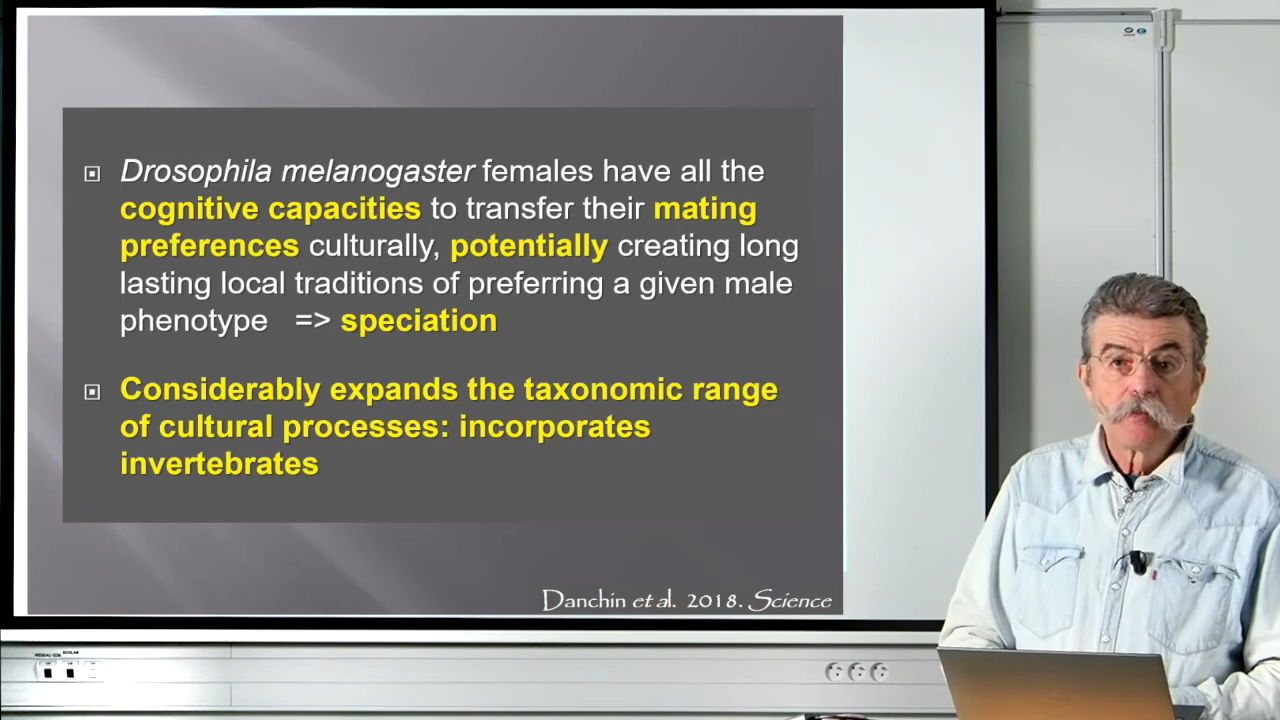 Drosophila melanogaster females have all the
cognitive capacities to transfer their mating
preferences culturally, potentially creating long
lasting local traditions of preferring a given male
phenotype => speciation
Considerably expands the taxonomic range
of cultural processes: incorporates
invertebrates
Danchin et al. 2018. Science